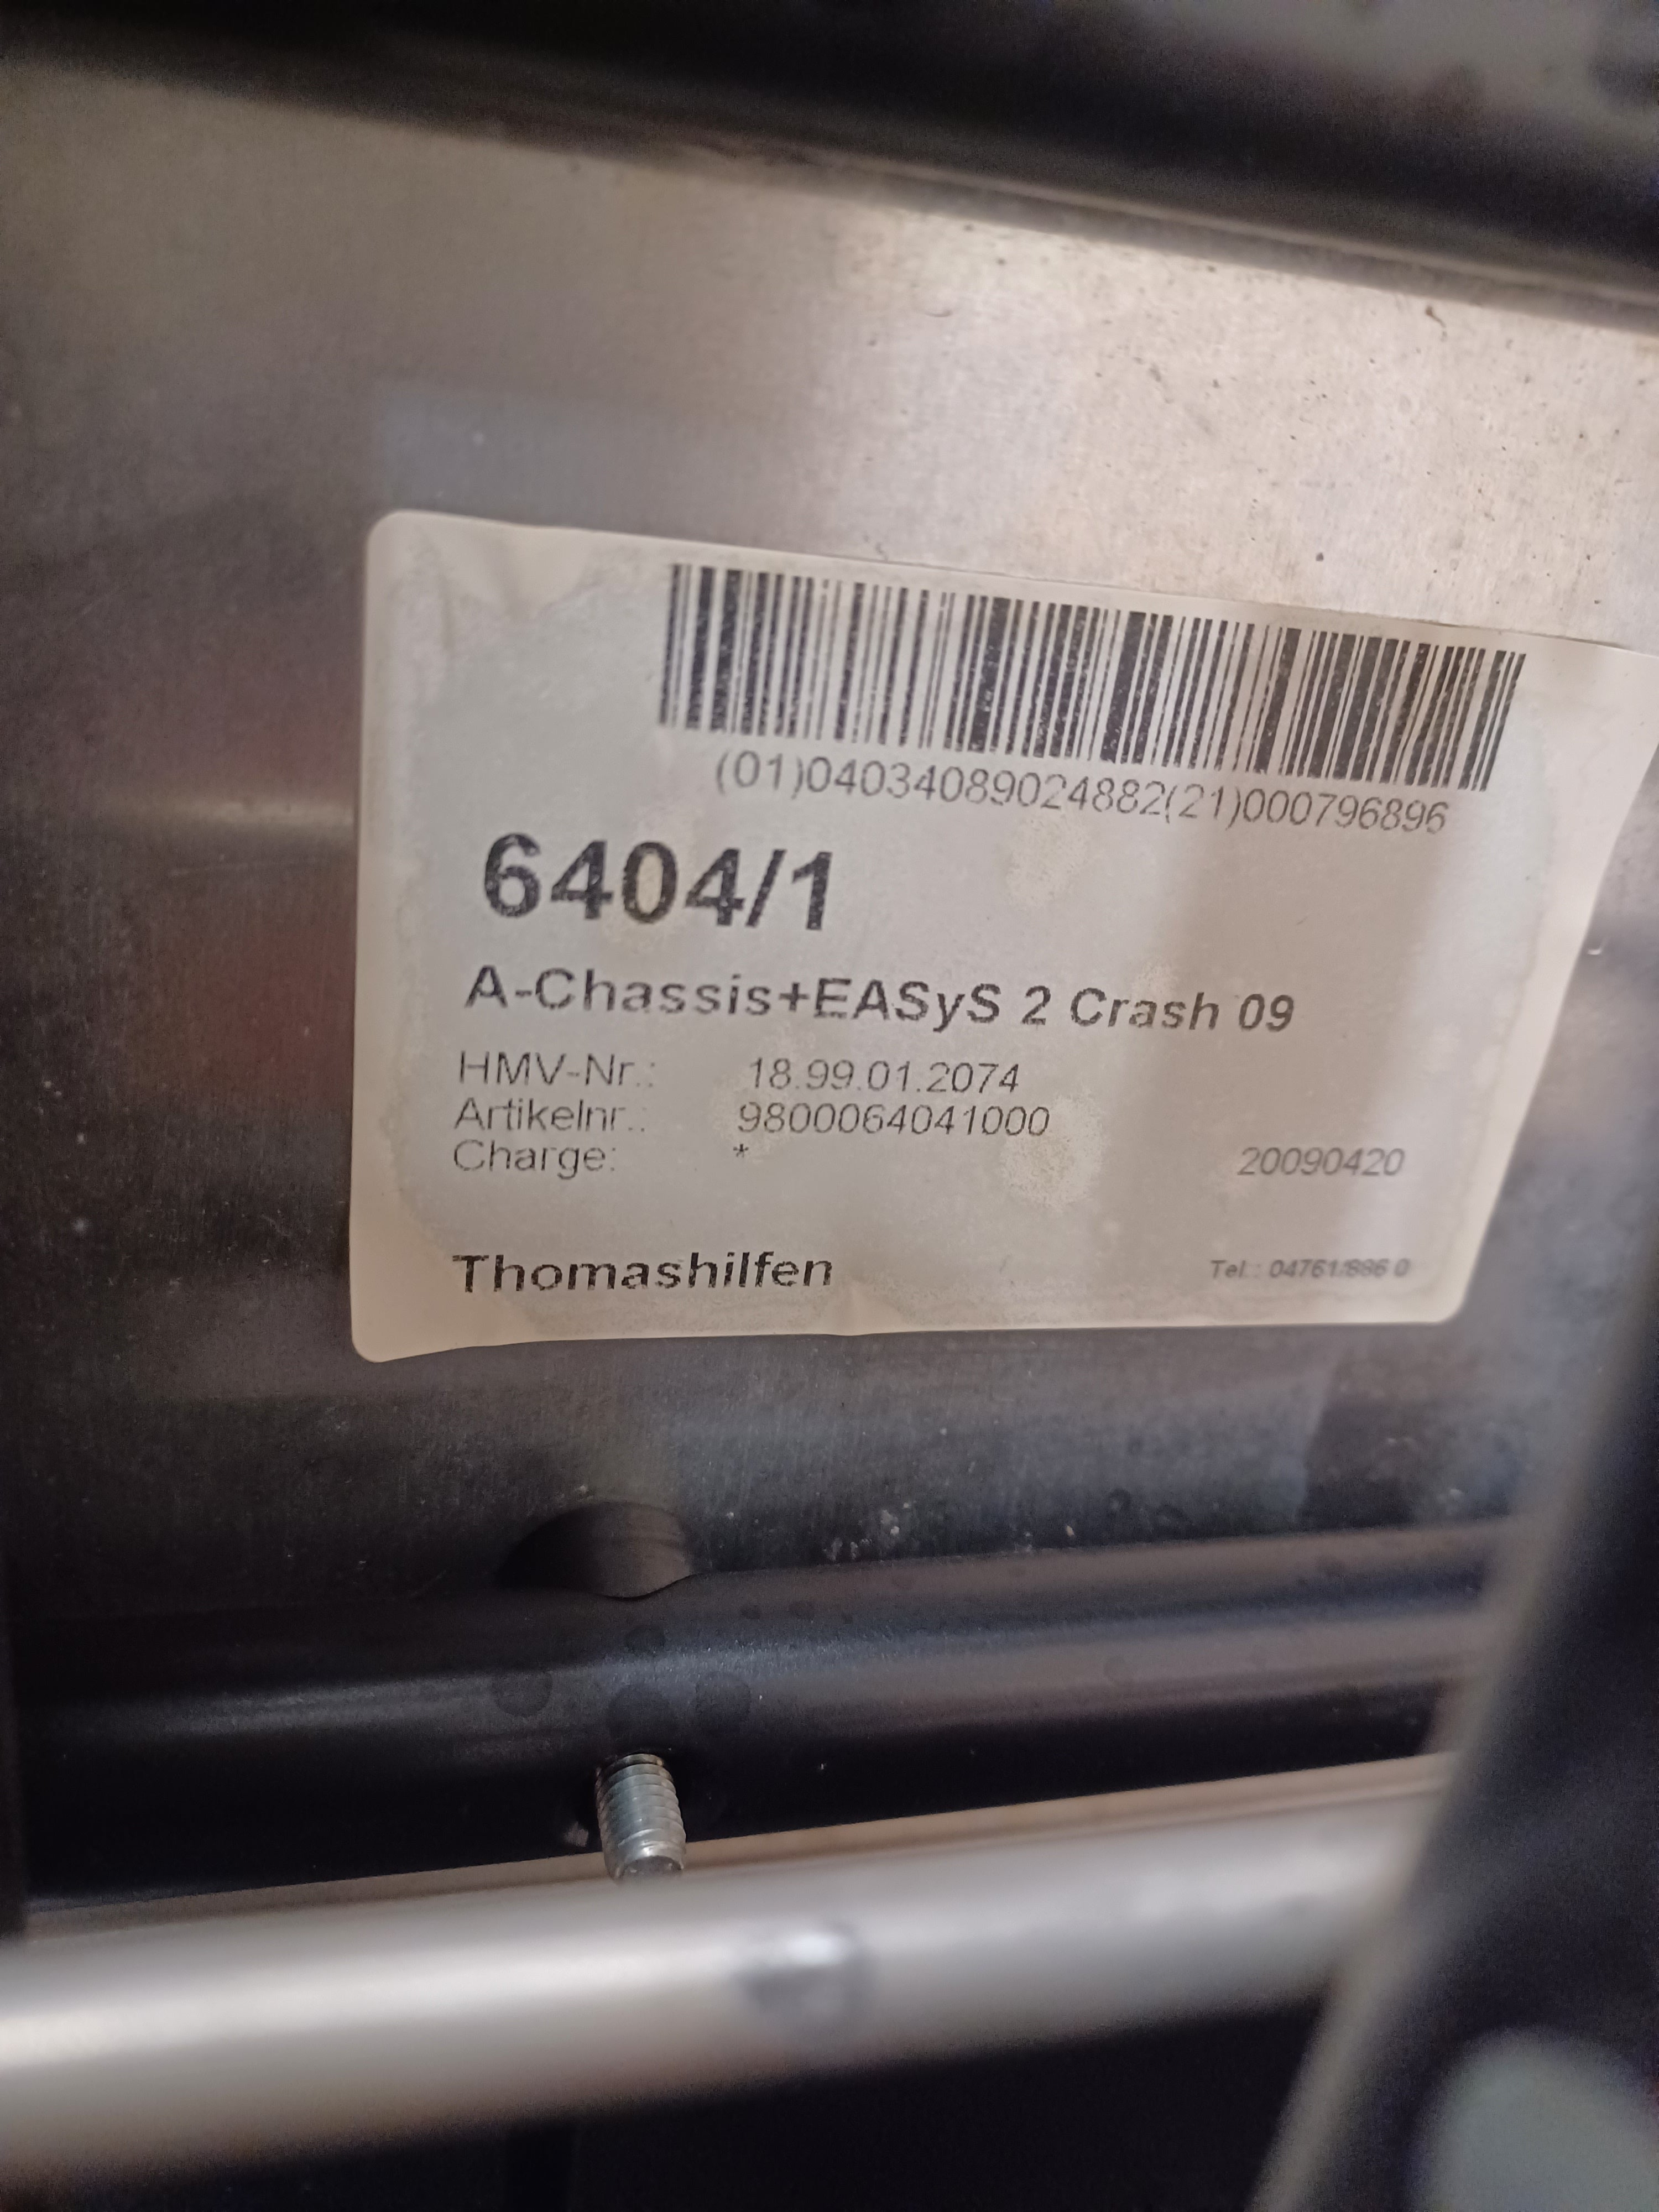 (01)04034089024882(21)000796896
6404/1
A-Chassis+EASyS 2 Crash 09
HMV-Nr.: 18.99.01.2074
Artikelnr.: 9800064041000
Charge: * 20090420
Thomashilfen Tel.: 04761/886 0